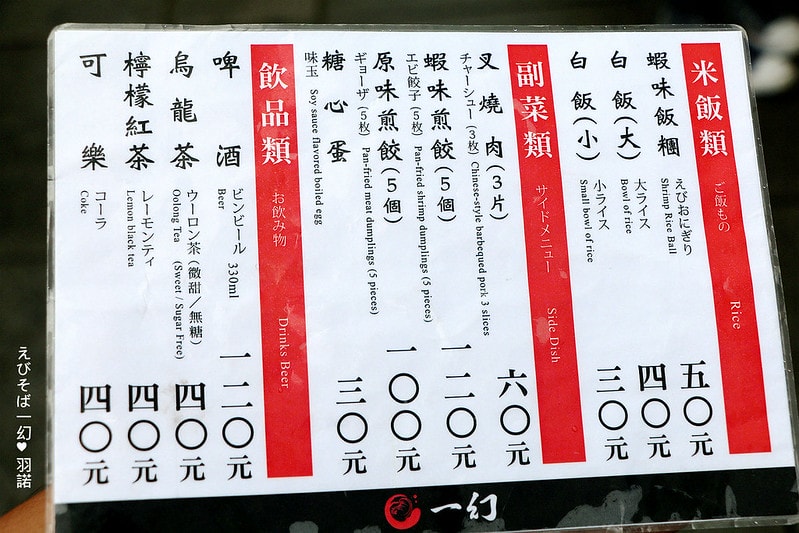 米飯類 ご飯もの Rice
蝦味飯糰 えびおにぎり 五〇元
Shrimp Rice Ball
白飯(大) 大ライス 四〇元
Bowl of rice
白飯(小) 小ライス 三〇元
Small bowl of rice
副菜類 サイドメニュー Side Dish
叉燒肉(3片) 六〇元
チャーシュー(3枚) Chinese-style barbequed pork 3 slices
蝦味煎餃(5個) 一二〇元
エビ餃子(5枚) Pan-fried shrimp dumplings (5 pieces)
原味煎餃(5個) 一〇〇元
ギョーザ(5枚) Pan-fried meat dumplings (5 pieces)
糖心蛋 三〇元
味玉 Soy sauce flavored boiled egg
飲品類 お飲み物 Drinks Beer
啤酒 ビンビール 330ml 一二〇元
Beer
烏龍茶 ウーロン茶(微甜/無糖) 四〇元
Oolong Tea (Sweet / Sugar Free)
檸檬紅茶 レーモンティ 四〇元
Lemon black tea
可樂 コーラ 四〇元
Coke
一幻
えびそば一幻♥羽諾